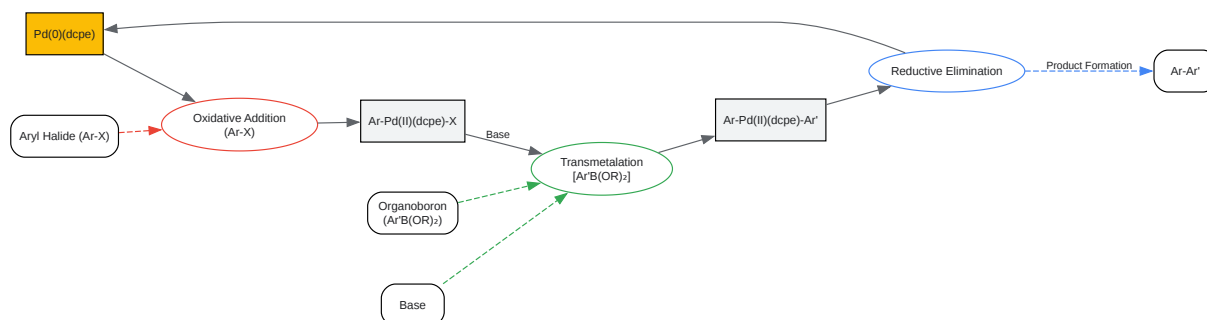 Pd(0)(dcpe)
Aryl Halide (Ar-X)
Oxidative Addition
(Ar-X)
Ar-Pd(II)(dcpe)-X
Base
Organoboron
(Ar'B(OR)₂)
Base
Transmetalation
[Ar'B(OR)₂]
Ar-Pd(II)(dcpe)-Ar'
Reductive Elimination
Product Formation
Ar-Ar'